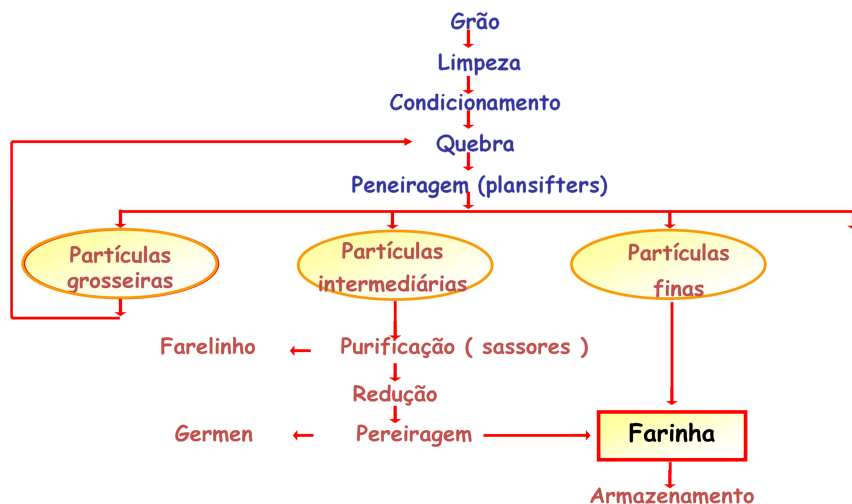 Grão
Limpeza
Condicionamento
Quebra
Peneiragem (plansifters)
Partículas
grosseiras
Partículas
intermediárias
Partículas
finas
Farelinho
Purificação ( sassores )
Redução
Germen
Pereiragem
Farinha
Armazenamento